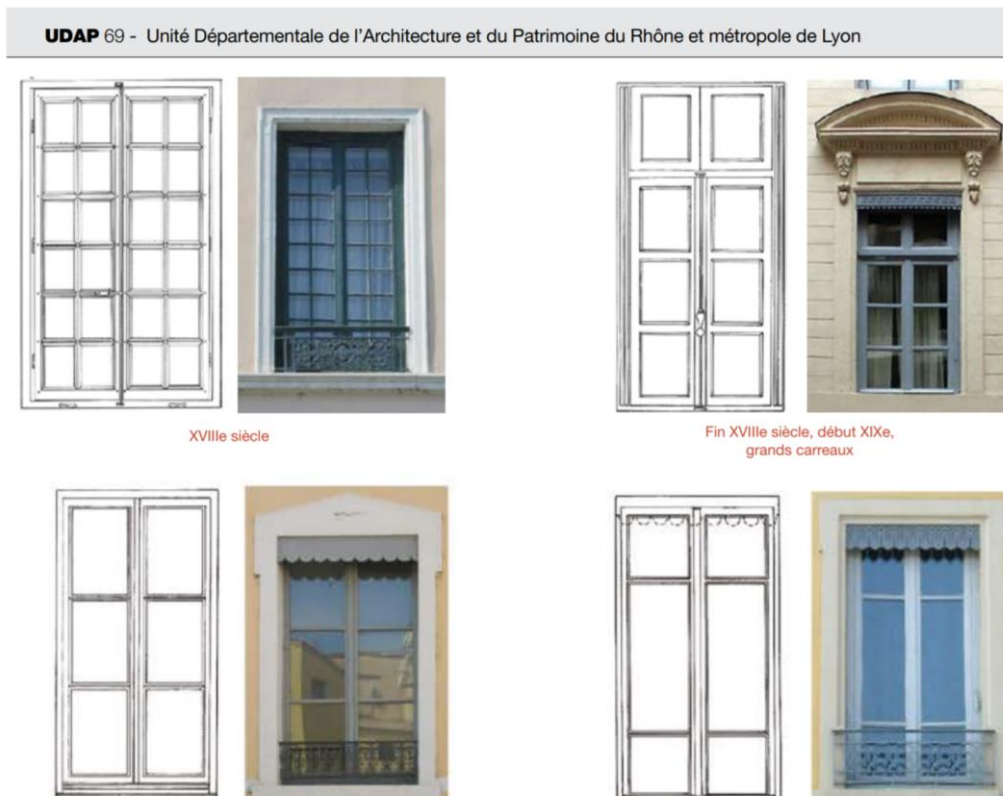 UDAP 69 - Unité Départementale de l'Architecture et du Patrimoine du Rhône et métropole de Lyon
XVIIIe siècle
Fin XVIIIe siècle, début XIXe,
grands carreaux